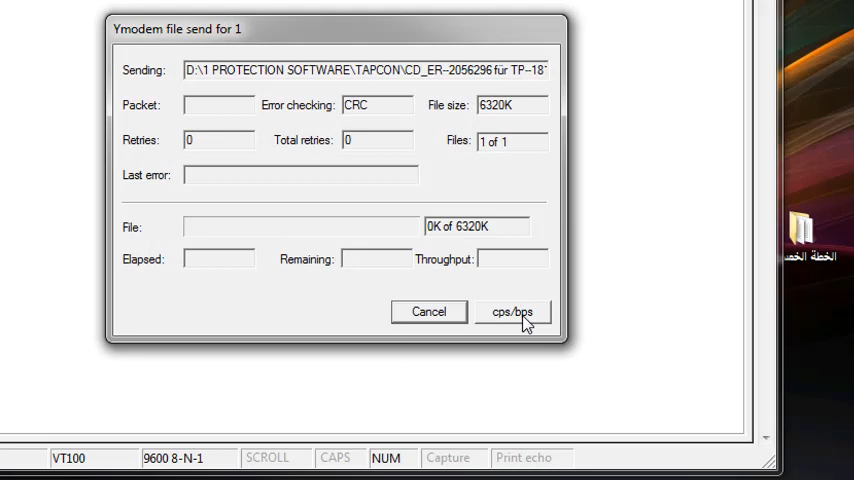 Ymodem file send for 1
Sending: D:\1 PROTECTION SOFTWARE\TAPCON\CD_ER--2056296 für TP--18
Packet: Error checking: CRC File size: 6320K
Retries: 0 Total retries: 0 Files: 1 of 1
Last error:
File: 0K of 6320K
Elapsed: Remaining: Throughput:
Cancel cps/bps
الخطة الخمس
VT100 9600 8-N-1 SCROLL CAPS NUM Capture Print echo